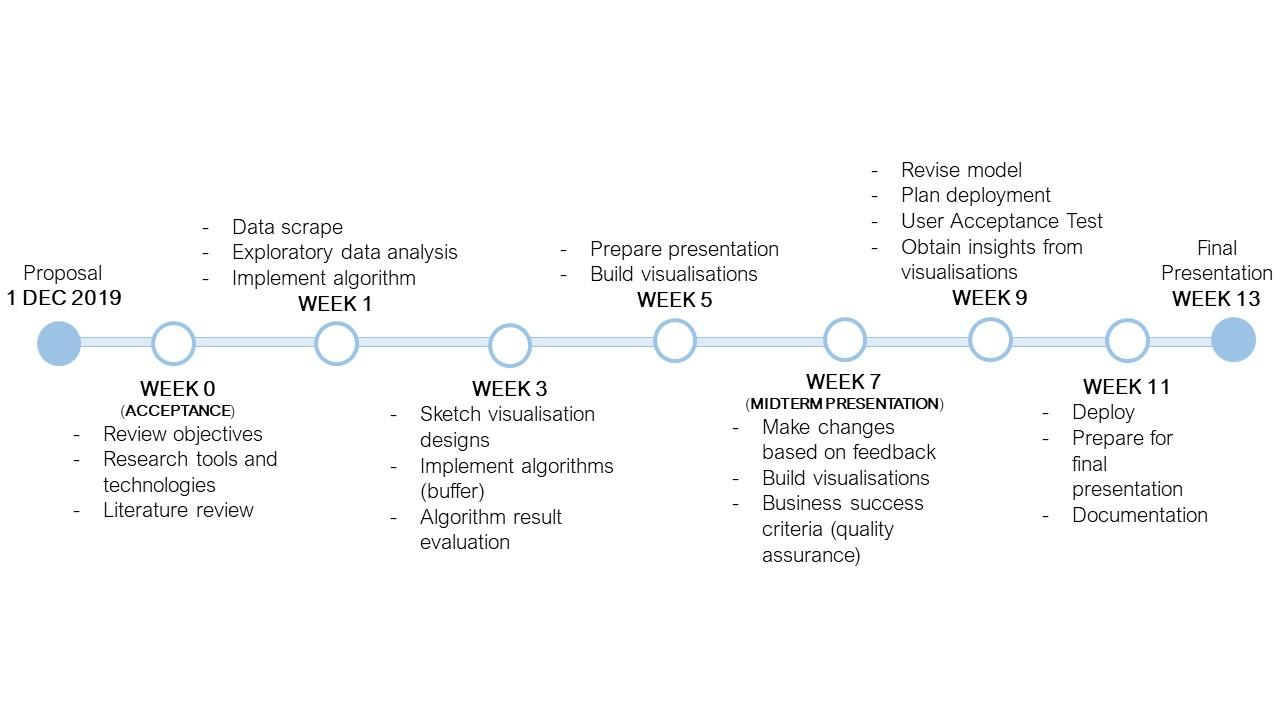 Proposal
1 DEC 2019
WEEK 0
(ACCEPTANCE)
- Review objectives
- Research tools and
technologies
- Literature review
- Data scrape
- Exploratory data analysis
- Implement algorithm
WEEK 1
WEEK 3
- Sketch visualisation
designs
- Implement algorithms
(buffer)
- Algorithm result
evaluation
- Prepare presentation
- Build visualisations
WEEK 5
WEEK 7
(MIDTERM PRESENTATION)
- Make changes
based on feedback
- Build visualisations
- Business success
criteria (quality
assurance)
- Revise model
- Plan deployment
- User Acceptance Test
- Obtain insights from
visualisations
WEEK 9
WEEK 11
- Deploy
- Prepare for
final
presentation
- Documentation
Final
Presentation
WEEK 13